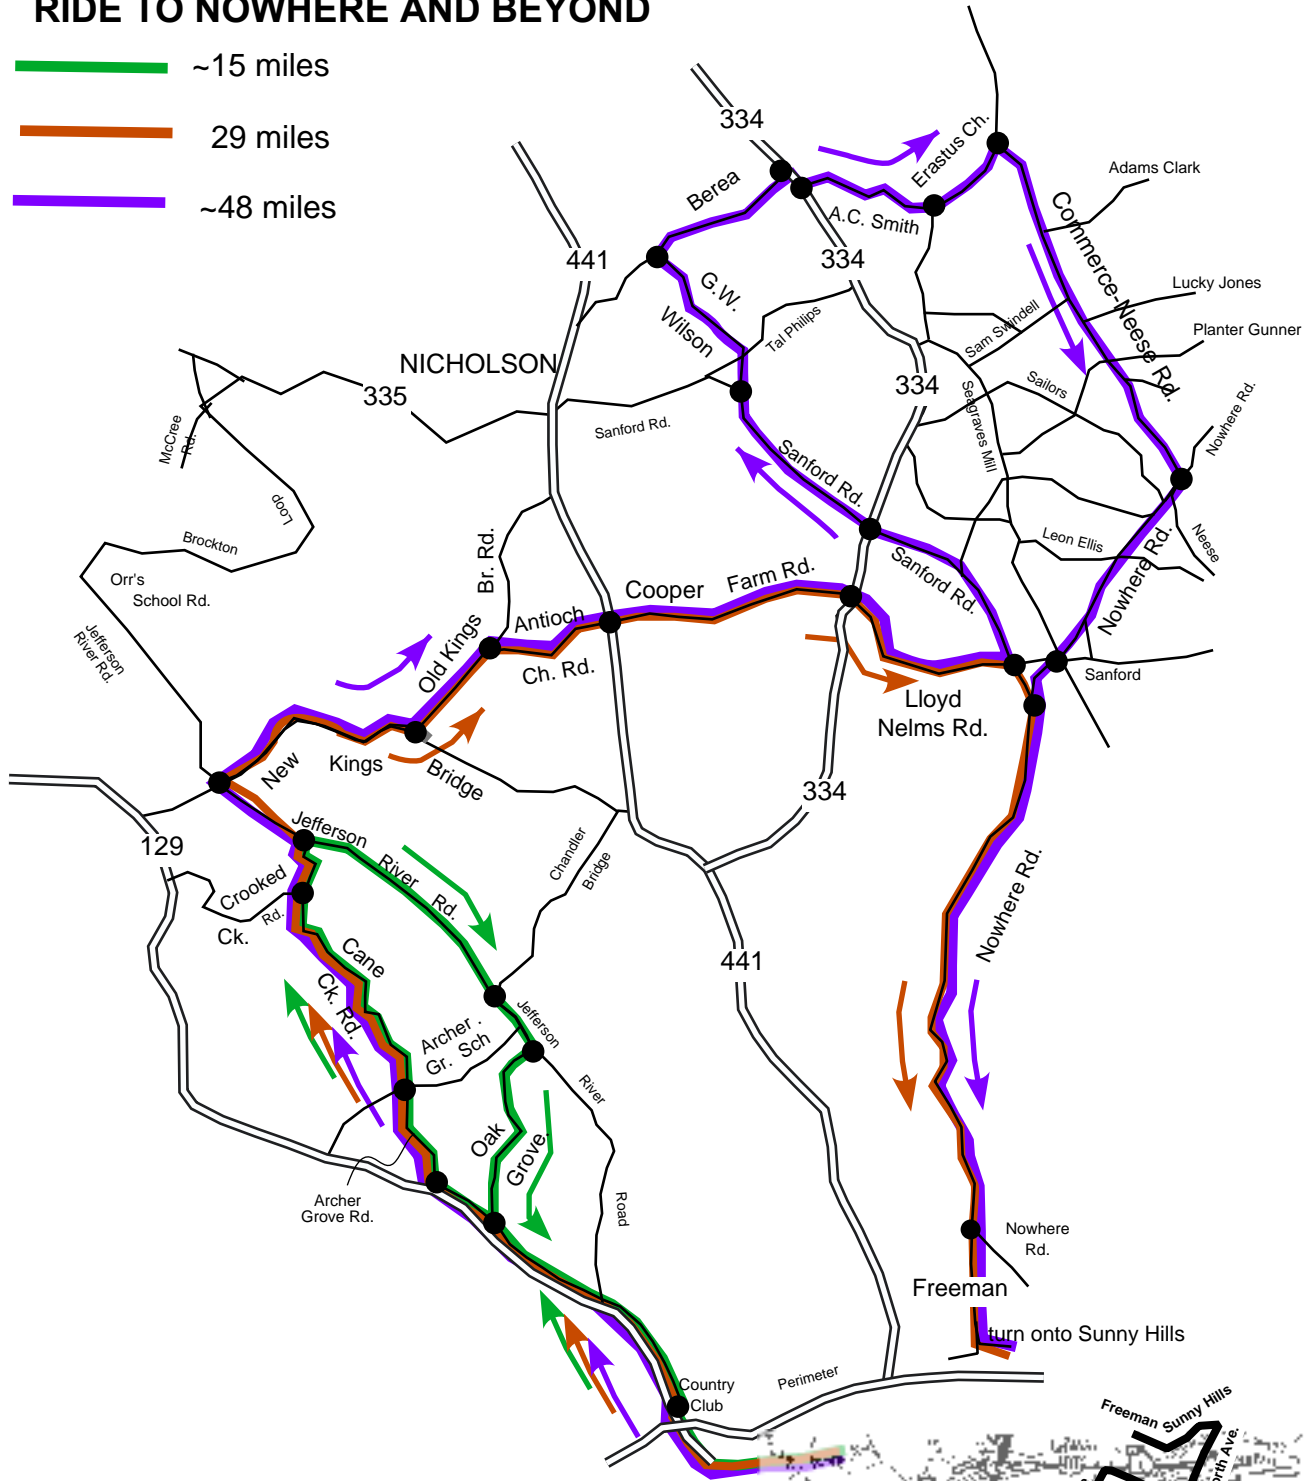 RIDE TO NOWHERE AND BEYOND
~15 miles
29 miles
~48 miles
334
Erastus Ch.
Berea
Adams Clark
A.C. Smith
441
334
G.W.
Wilson
Commerce-Neese Rd.
Lucky Jones
Tal Philips
Sam Swindell
Planter Gunner
NICHOLSON
335
334
Sailors
Seagraves Mill
Nowhere Rd.
McCree
Rd.
Sanford Rd.
Sanford Rd.
Loop
Brockton
Leon Ellis
Neese
Orr's
School Rd.
Br. Rd.
Cooper
Farm Rd.
Sanford Rd.
Nowhere Rd.
Jefferson
River Rd.
Old Kings
Antioch
Ch. Rd.
Sanford
Lloyd
Nelms Rd.
New
Kings
Bridge
334
129
Jefferson
River
Rd.
Chandler
Bridge
Crooked
Rd.
Ck.
Cane
Ck. Rd.
Nowhere Rd.
441
Archer .
Gr. Sch
Jefferson
River
Road
Oak
Grove.
Archer
Grove Rd.
Nowhere
Rd.
Freeman
turn onto Sunny Hills
Country
Club
Perimeter
Freeman
Sunny Hills
orth Ave.